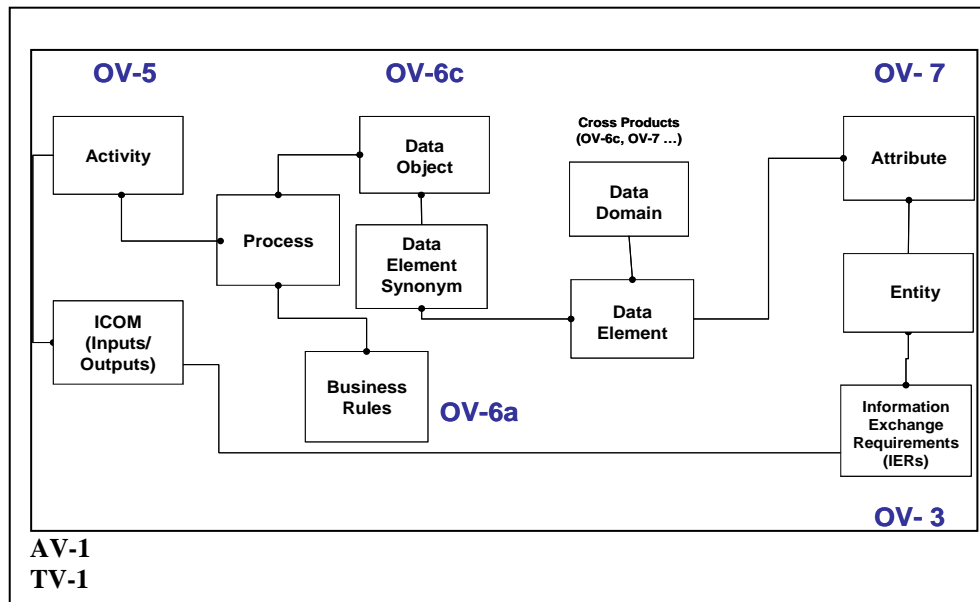 OV-5
OV-6c
OV- 7
Activity
Data
Object
Cross Products
(OV-6c, OV-7 ...)
Attribute
Process
Data
Element
Synonym
Data
Domain
Entity
ICOM
(Inputs/
Outputs)
Data
Element
Business
Rules
OV-6a
Information
Exchange
Requirements
(IERs)
OV- 3
AV-1
TV-1